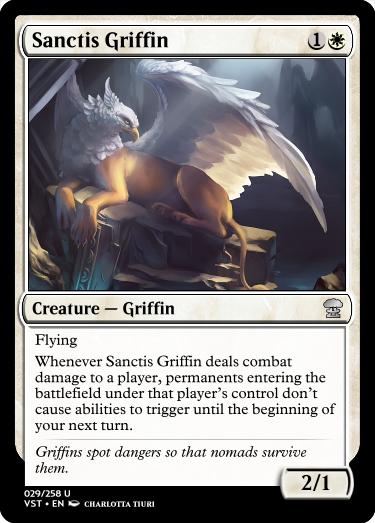 Sanctis Griffin 1
Creature — Griffin
Flying
Whenever Sanctis Griffin deals combat
damage to a player, permanents entering the
battlefield under that player's control don't
cause abilities to trigger until the beginning of
your next turn.
Griffins spot dangers so that nomads survive
them.
2/1
029/258 U
VST • EN CHARLOTTA TIURI